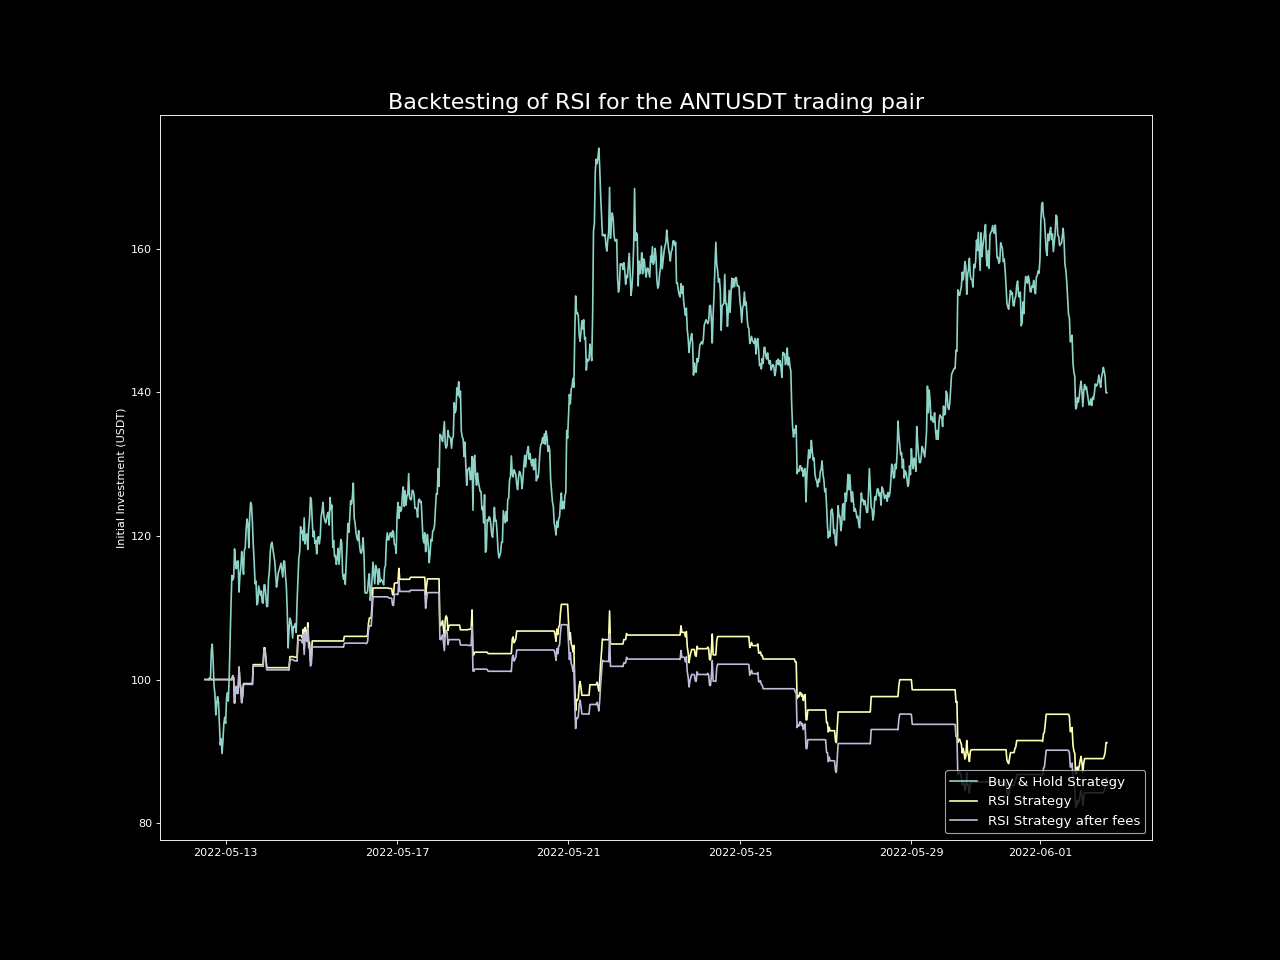 Backtesting of RSI for the ANTUSDT trading pair
Initial Investment (USDT)
160
140
120
100
80
2022-05-13 2022-05-17 2022-05-21 2022-05-25 2022-05-29 2022-06-01
Buy & Hold Strategy
RSI Strategy
RSI Strategy after fees